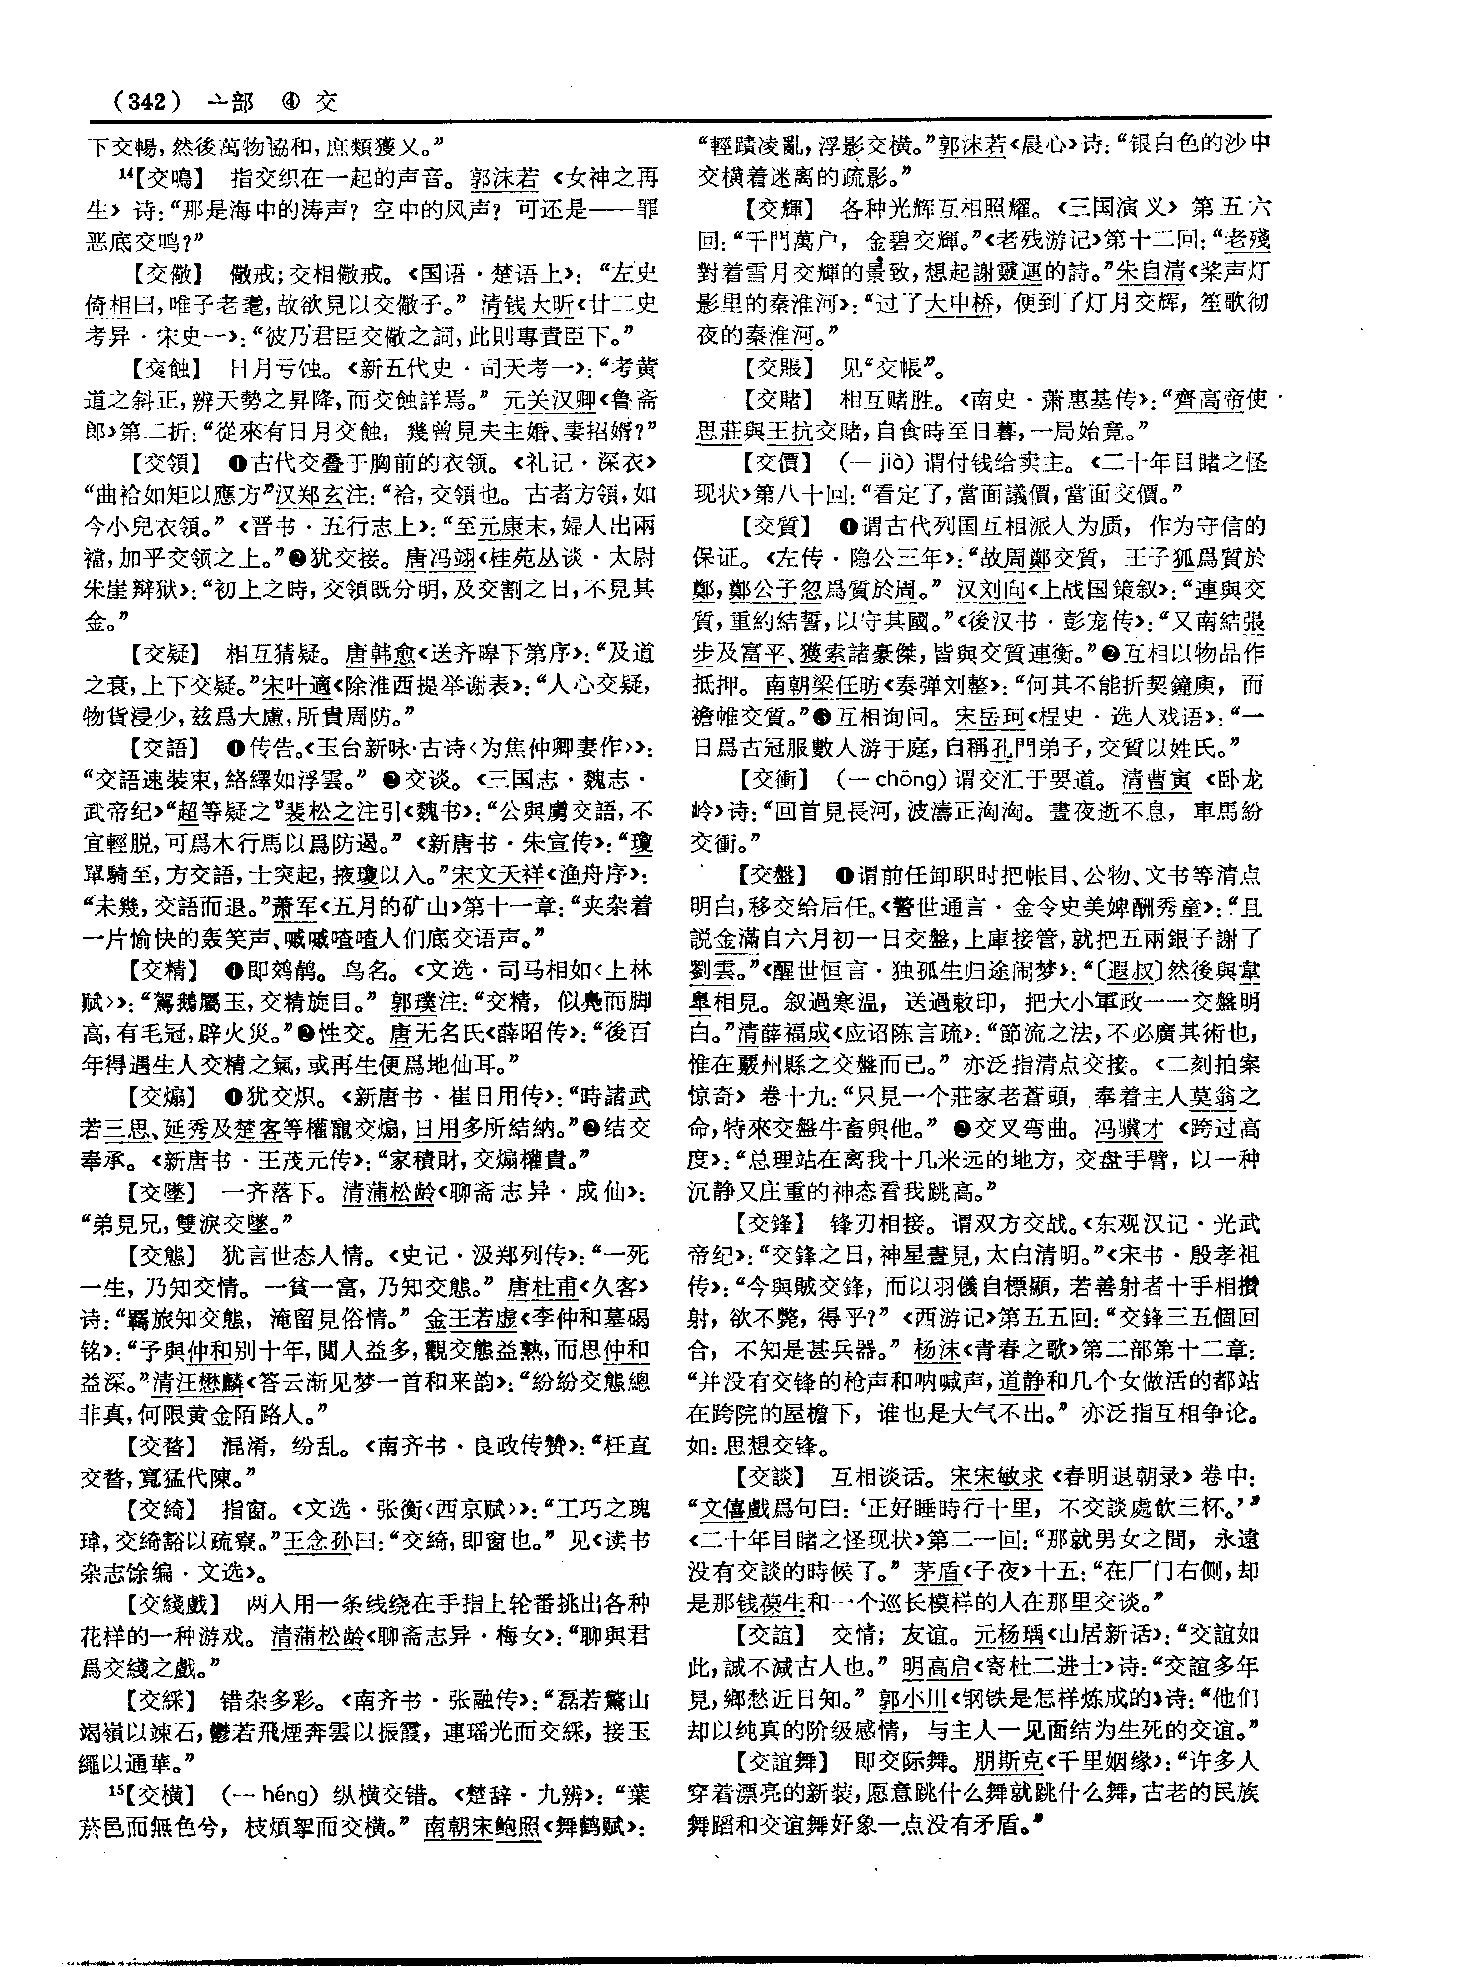 (342) 亠部 ④ 交
下交暢，然後萬物協和，庶類獲乂。”
¹⁴【交鳴】 指交织在一起的声音。郭沫若《女神之再
生》诗：“那是海中的涛声？空中的风声？可还是——罪
恶底交鸣？”
【交儆】 儆戒；交相儆戒。《国语·楚语上》：“左史
倚相曰，唯子老耄，故欲見以交儆子。” 清钱大昕《廿二史
考异·宋史一》：“彼乃君臣交儆之詞，此則專責臣下。”
【交蝕】 日月亏蚀。《新五代史·司天考一》：“考黄
道之斜正，辨天勢之昇降，而交蝕詳焉。” 元关汉卿《鲁斋
郎》第二折：“從來有日月交蝕，幾曾見夫主婚、妻招婿？”
【交領】 ❶古代交叠于胸前的衣领。《礼记·深衣》
“曲袷如矩以應方”汉郑玄注：“袷，交領也。古者方領，如
今小兒衣領。” 《晋书·五行志上》：“至元康末，婦人出兩
襠，加乎交领之上。”❷犹交接。唐冯翊《桂苑丛谈·太尉
朱崖辩狱》：“初上之時，交領既分明，及交割之日，不見其
金。”
【交疑】 相互猜疑。唐韩愈《送齐暤下第序》：“及道
之衰，上下交疑。”宋叶適《除淮西提举谢表》：“人心交疑，
物貨浸少，兹爲大慮，所貴周防。”
【交語】 ❶传告。《玉台新咏·古诗〈为焦仲卿妻作〉》：
“交語速装束，絡繹如浮雲。” ❷交谈。《三国志·魏志·
武帝纪》“超等疑之”裴松之注引《魏书》：“公與虜交語，不
宜輕脱，可爲木行馬以爲防遏。” 《新唐书·朱宣传》：“瓊
單騎至，方交語，士突起，掖瓊以入。”宋文天祥《渔舟序》：
“未幾，交語而退。”萧军《五月的矿山》第十一章：“夹杂着
一片愉快的轰笑声、嘁嘁喳喳人们底交语声。”
【交精】 ❶即䴔䴖。鸟名。《文选·司马相如〈上林
赋〉》：“駕鵝屬玉，交精旋目。” 郭璞注：“交精，似鳧而脚
高，有毛冠，辟火災。”❷性交。唐无名氏《薛昭传》：“後百
年得遇生人交精之氣，或再生便爲地仙耳。”
【交煽】 ❶犹交炽。《新唐书·崔日用传》：“時諸武
若三思、延秀及楚客等權寵交煽，日用多所結納。”❷结交
奉承。《新唐书·王茂元传》：“家積財，交煽權貴。”
【交墜】 一齐落下。清蒲松龄《聊斋志异·成仙》：
“弟見兄，雙淚交墜。”
【交態】 犹言世态人情。《史记·汲郑列传》：“一死
一生，乃知交情。一貧一富，乃知交態。” 唐杜甫《久客》
诗：“羈旅知交態，淹留見俗情。” 金王若虚《李仲和墓碣
铭》：“予與仲和别十年，閲人益多，觀交態益熟，而思仲和
益深。”清汪懋麟《答云渐见梦一首和来韵》：“紛紛交態總
非真，何限黄金陌路人。”
【交瞀】 混淆，纷乱。《南齐书·良政传赞》：“枉直
交瞀，寬猛代陳。”
【交綺】 指窗。《文选·张衡〈西京赋〉》：“工巧之瑰
瑋，交綺豁以疏寮。”王念孙曰：“交綺，即窗也。” 见《读书
杂志馀编·文选》。
【交綫戲】 两人用一条线绕在手指上轮番挑出各种
花样的一种游戏。清蒲松龄《聊斋志异·梅女》：“聊與君
爲交綫之戲。”
【交綵】 错杂多彩。《南齐书·张融传》：“磊若驚山
竭嶺以竦石，鬱若飛煙奔雲以振霞，連瑶光而交綵，接玉
繩以通華。”
¹⁵【交横】 （－héng）纵横交错。《楚辞·九辨》：“葉
菸邑而無色兮，枝煩挐而交横。” 南朝宋鲍照《舞鹤赋》：
“輕蹟凌亂，浮影交横。”郭沫若《晨心》诗：“银白色的沙中
交横着迷离的疏影。”
【交輝】 各种光辉互相照耀。《三国演义》第五六
回：“千門萬户，金碧交輝。”《老残游记》第十二回：“老殘
對着雪月交輝的景致，想起謝靈運的詩。”朱自清《桨声灯
影里的秦淮河》：“过了大中桥，便到了灯月交辉，笙歌彻
夜的秦淮河。”
【交賬】 见“交帳”。
【交賭】 相互赌胜。《南史·萧惠基传》：“齊高帝使
思莊與王抗交賭，自食時至日暮，一局始竟。”
【交價】 （－jià）谓付钱给卖主。《二十年目睹之怪
现状》第八十回：“看定了，當面議價，當面交價。”
【交質】 ❶谓古代列国互相派人为质，作为守信的
保证。《左传·隐公三年》：“故周鄭交質，王子狐爲質於
鄭，鄭公子忽爲質於周。” 汉刘向《上战国策叙》：“連與交
質，重約結誓，以守其國。”《後汉书·彭宠传》：“又南結張
步及富平、獲索諸豪傑，皆與交質連衡。”❷互相以物品作
抵押。南朝梁任昉《奏弹刘整》：“何其不能折契鍾庾，而
襜帷交質。”❸互相询问。宋岳珂《桯史·选人戏语》：“一
日爲古冠服數人游于庭，自稱孔門弟子，交質以姓氏。”
【交衝】 （－chōng）谓交汇于要道。清曹寅《卧龙
岭》诗：“回首見長河，波濤正洶洶。晝夜逝不息，車馬紛
交衝。”
【交盤】 ❶谓前任卸职时把帐目、公物、文书等清点
明白，移交给后任。《警世通言·金令史美婢酬秀童》：“且
説金滿自六月初一日交盤，上庫接管，就把五兩銀子謝了
劉雲。”《醒世恒言·独孤生归途闹梦》：“〔遐叔〕然後與韋
臯相見。叙過寒温，送過敕印，把大小軍政一一交盤明
白。”清薛福成《应诏陈言疏》：“節流之法，不必廣其術也，
惟在嚴州縣之交盤而已。” 亦泛指清点交接。《二刻拍案
惊奇》卷十九：“只見一个莊家老蒼頭，奉着主人莫翁之
命，特來交盤牛畜與他。” ❷交叉弯曲。冯骥才《跨过高
度》：“总理站在离我十几米远的地方，交盘手臂，以一种
沉静又庄重的神态看我跳高。”
【交鋒】 锋刃相接。谓双方交战。《东观汉记·光武
帝纪》：“交鋒之日，神星晝見，太白清明。”《宋书·殷孝祖
传》：“今與賊交鋒，而以羽儀自標顯，若善射者十手相攢
射，欲不斃，得乎？” 《西游记》第五五回：“交鋒三五個回
合，不知是甚兵器。” 杨沫《青春之歌》第二部第十二章：
“并没有交锋的枪声和呐喊声，道静和几个女做活的都站
在跨院的屋檐下，谁也是大气不出。” 亦泛指互相争论。
如：思想交锋。
【交談】 互相谈话。宋宋敏求《春明退朝录》卷中：
“文僖戲爲句曰：‘正好睡時行十里，不交談處飲三杯。’”
《二十年目睹之怪现状》第二一回：“那就男女之間，永遠
没有交談的時候了。” 茅盾《子夜》十五：“在厂门右侧，却
是那钱葆生和一个巡长模样的人在那里交谈。”
【交誼】 交情；友谊。元杨瑀《山居新话》：“交誼如
此，誠不減古人也。” 明高启《寄杜二进士》诗：“交誼多年
見，鄉愁近日知。” 郭小川《钢铁是怎样炼成的》诗：“他们
却以纯真的阶级感情，与主人一见面结为生死的交谊。”
【交誼舞】 即交际舞。朋斯克《千里姻缘》：“许多人
穿着漂亮的新装，愿意跳什么舞就跳什么舞，古老的民族
舞蹈和交谊舞好象一点没有矛盾。”